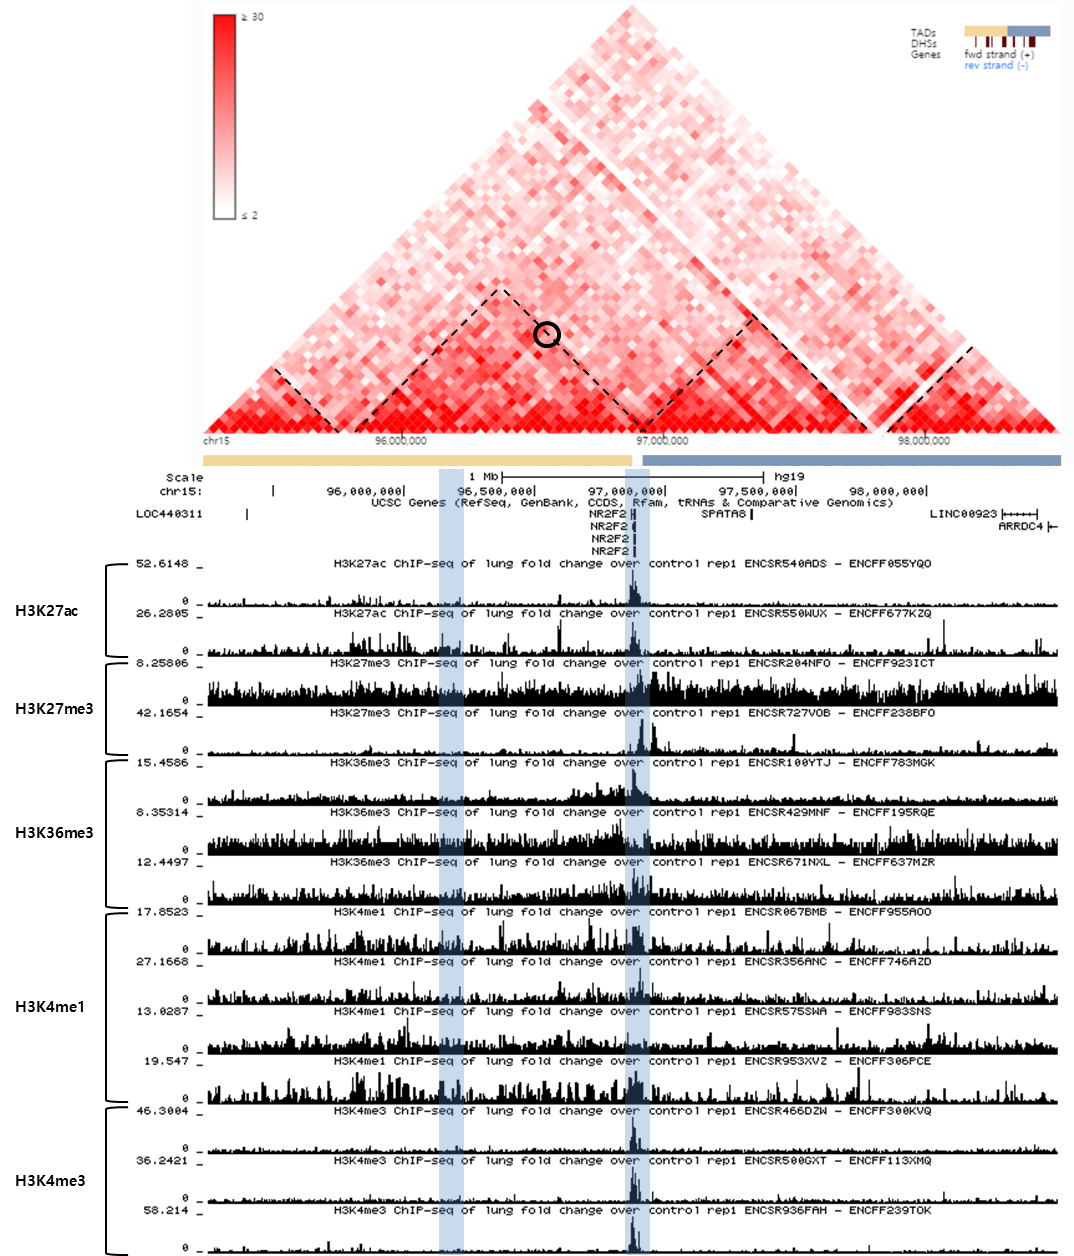 ≥ 30
≤ 2
TADs
DHSs
Genes
fwd strand (+)
rev strand (-)
chr15
96,000,000
97,000,000
98,000,000
Scale
1 Mb
hg19
chr15:
96,000,000
96,500,000
97,000,000
97,500,000
98,000,000
UCSC Genes (RefSeq, GenBank, CCDS, Rfam, tRNAs & Comparative Genomics)
LOC440311
NR2F2
SPATA8
LINC00923
NR2F2
ARRDC4
NR2F2
NR2F2
H3K27ac
52.6148
H3K27ac ChIP-seq of lung fold change over control rep1 ENCSR540ADS - ENCFF055YQO
0
26.2805
H3K27ac ChIP-seq of lung fold change over control rep1 ENCSR550WUX - ENCFF677KZQ
0
H3K27me3
8.25806
H3K27me3 ChIP-seq of lung fold change over control rep1 ENCSR204NFO - ENCFF923ICT
0
42.1654
H3K27me3 ChIP-seq of lung fold change over control rep1 ENCSR727VOB - ENCFF238BFO
0
H3K36me3
15.4586
H3K36me3 ChIP-seq of lung fold change over control rep1 ENCSR100YTJ - ENCFF783MGK
0
8.35314
H3K36me3 ChIP-seq of lung fold change over control rep1 ENCSR429MNF - ENCFF195RQE
0
12.4497
H3K36me3 ChIP-seq of lung fold change over control rep1 ENCSR671NXL - ENCFF637MZR
0
H3K4me1
17.8523
H3K4me1 ChIP-seq of lung fold change over control rep1 ENCSR067BMB - ENCFF955AOO
0
27.1668
H3K4me1 ChIP-seq of lung fold change over control rep1 ENCSR356ANC - ENCFF746AZD
0
13.0287
H3K4me1 ChIP-seq of lung fold change over control rep1 ENCSR575SWA - ENCFF983SNS
0
19.547
H3K4me1 ChIP-seq of lung fold change over control rep1 ENCSR953XVZ - ENCFF306PCE
0
H3K4me3
46.3004
H3K4me3 ChIP-seq of lung fold change over control rep1 ENCSR466DZW - ENCFF300KVQ
0
36.2421
H3K4me3 ChIP-seq of lung fold change over control rep1 ENCSR500GXT - ENCFF113XMQ
0
58.214
H3K4me3 ChIP-seq of lung fold change over control rep1 ENCSR936FAH - ENCFF239TOK
0